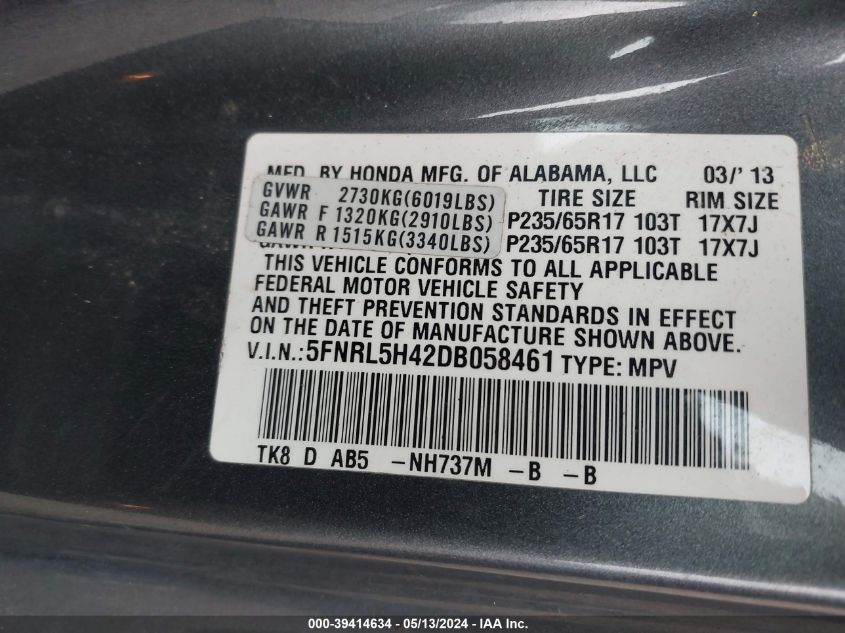 MFD. BY HONDA MFG. OF ALABAMA, LLC 03/' 13
GVWR 2730KG(6019LBS) TIRE SIZE RIM SIZE
GAWR F 1320KG(2910LBS) P235/65R17 103T 17X7J
GAWR R 1515KG(3340LBS) P235/65R17 103T 17X7J
THIS VEHICLE CONFORMS TO ALL APPLICABLE
FEDERAL MOTOR VEHICLE SAFETY
AND THEFT PREVENTION STANDARDS IN EFFECT
ON THE DATE OF MANUFACTURE SHOWN ABOVE.
V.I.N.: 5FNRL5H42DB058461 TYPE: MPV
TK8 D AB5 -NH737M -B -B
000-39414634 / 05/13/2024 - IAA Inc.